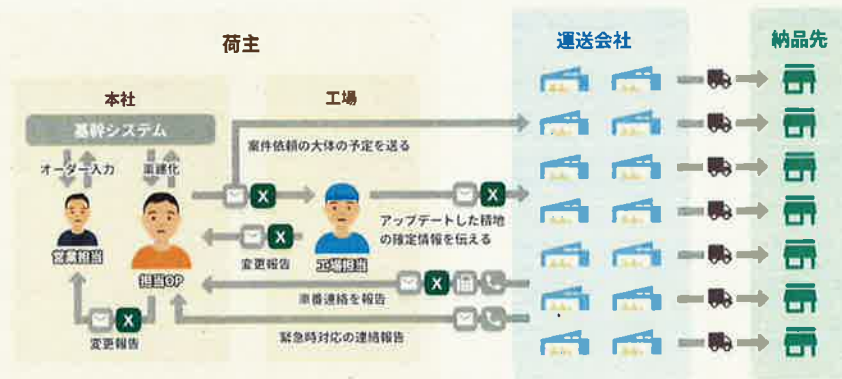 荷主
運送会社
納品先
本社
工場
基幹システム
案件依頼の大体の予定を送る
オーダー入力
車建化
X
X
アップデートした積地
の確定情報を伝える
営業担当
担当OP
X
変更報告
工場担当
X
車番連絡を報告
X
変更報告
緊急時対応の連絡報告